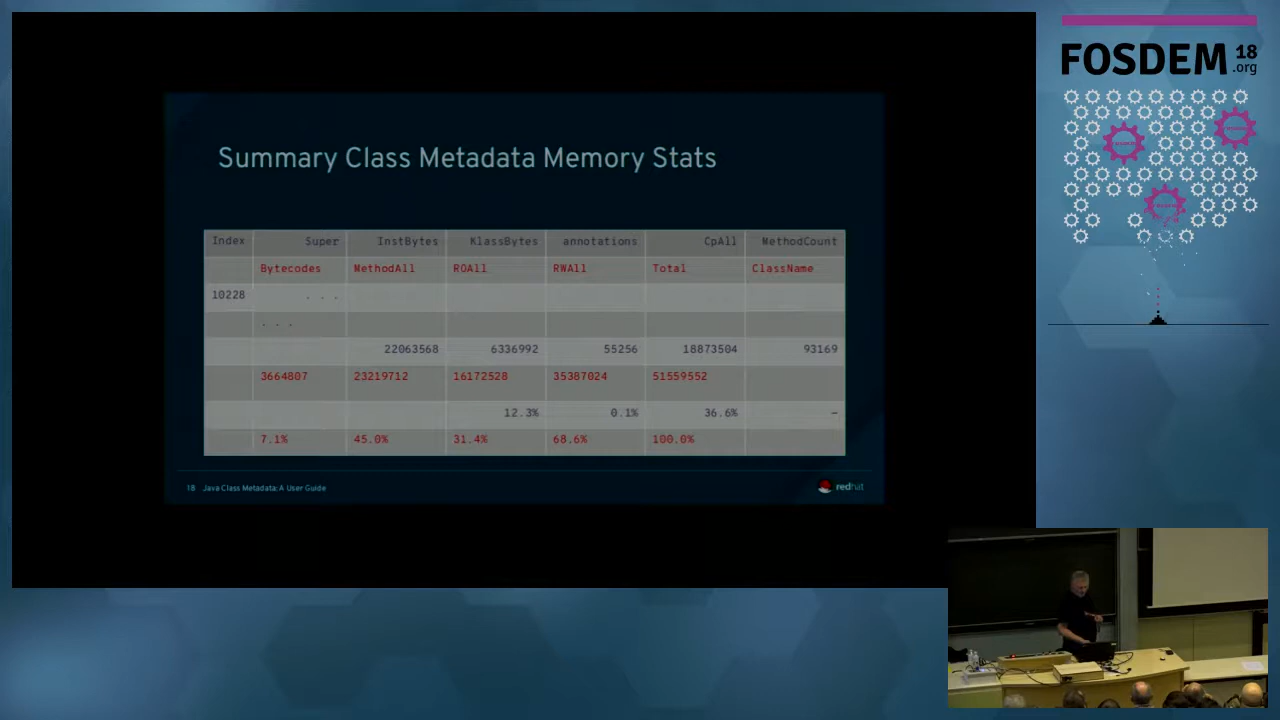 FOSDEM 18 .org
Summary Class Metadata Memory Stats
Index Super InstBytes KlassBytes annotations CpAll MethodCount
Bytecodes MethodAll ROAll RWAll Total ClassName
10228 . . .
. . .
22063568 6336992 55256 18873504 93169
3664807 23219712 16172528 35387024 51559552
12.3% 0.1% 36.6% –
7.1% 45.0% 31.4% 68.6% 100.0%
18 Java Class Metadata: A User Guide
redhat